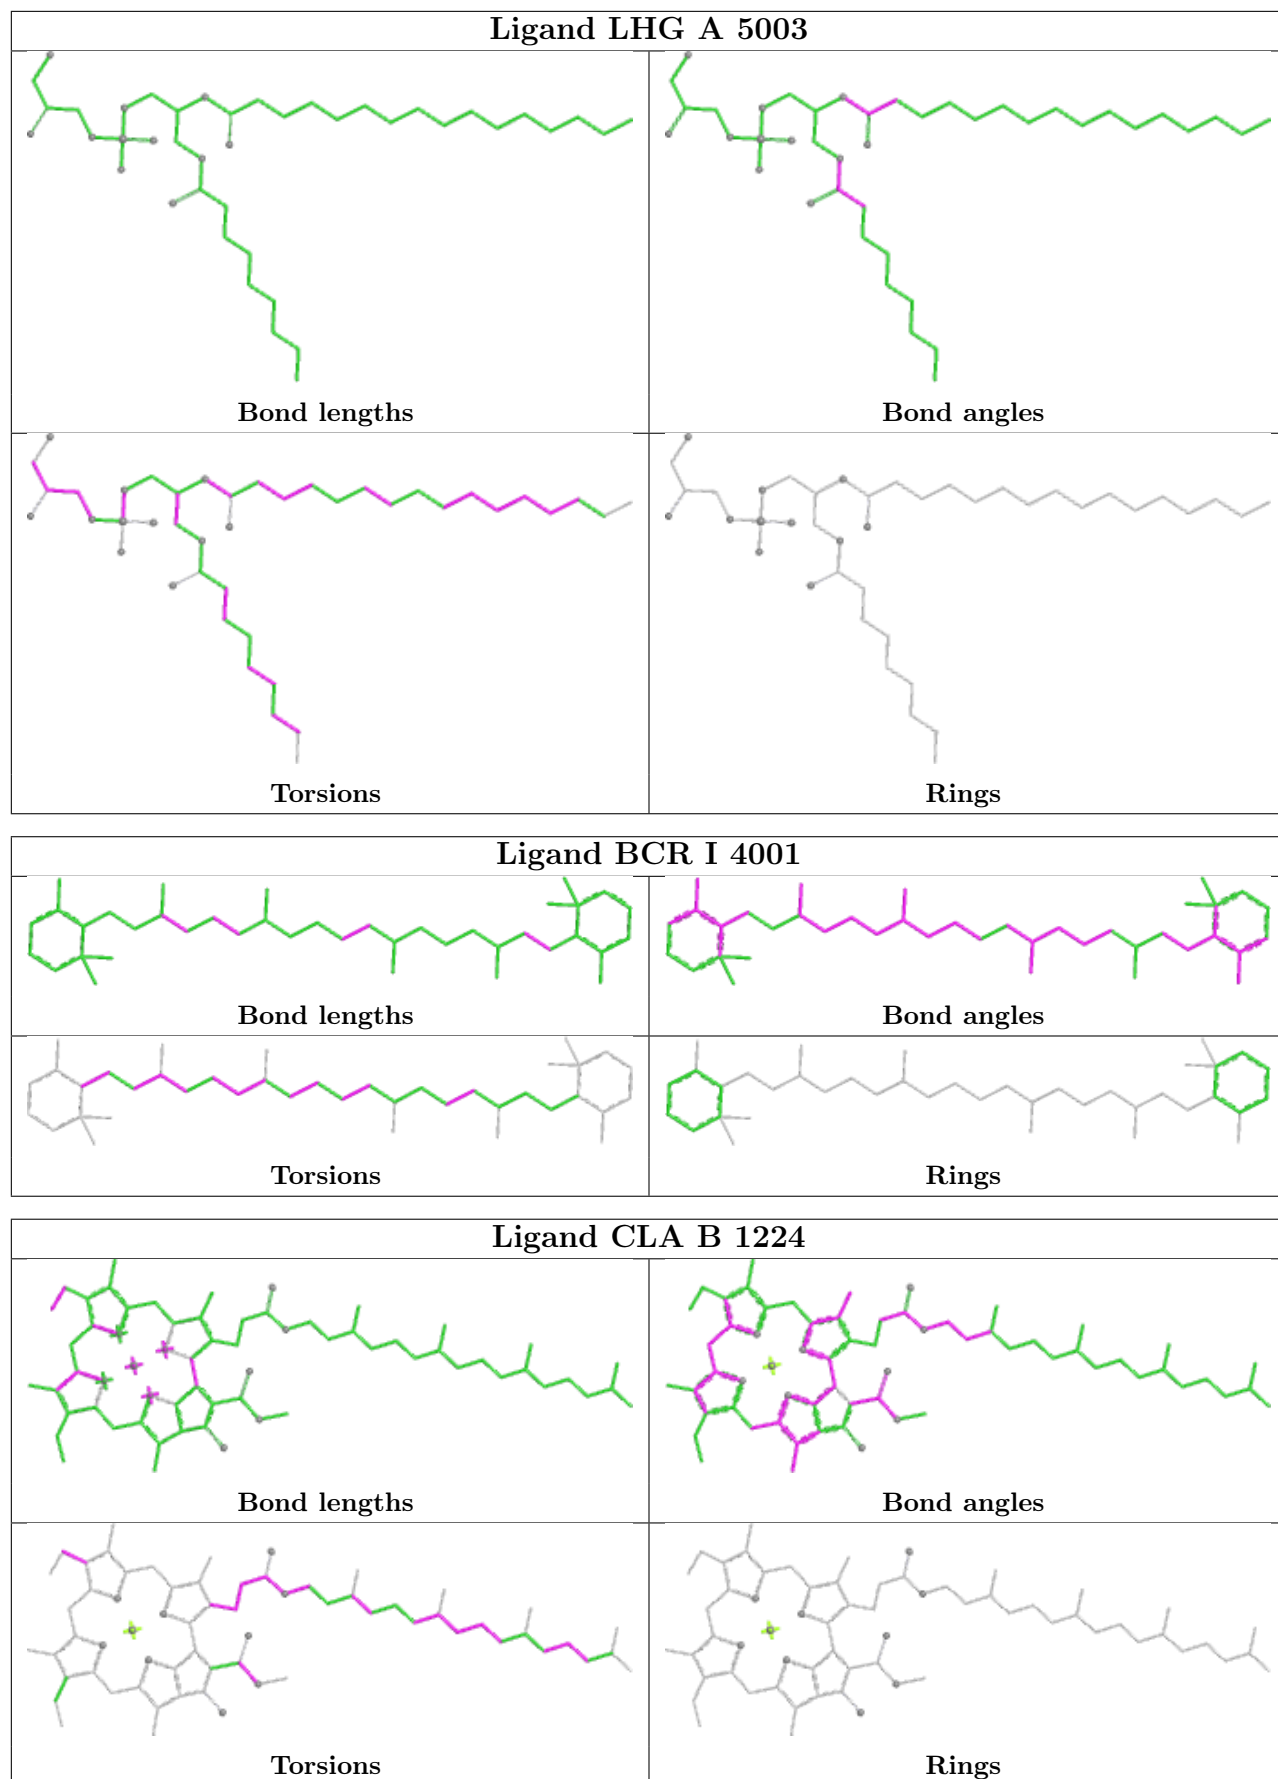 Ligand LHG A 5003
Bond lengths
Bond angles
Torsions
Rings
Ligand BCR I 4001
Bond lengths
Bond angles
Torsions
Rings
Ligand CLA B 1224
Bond lengths
Bond angles
Torsions
Rings